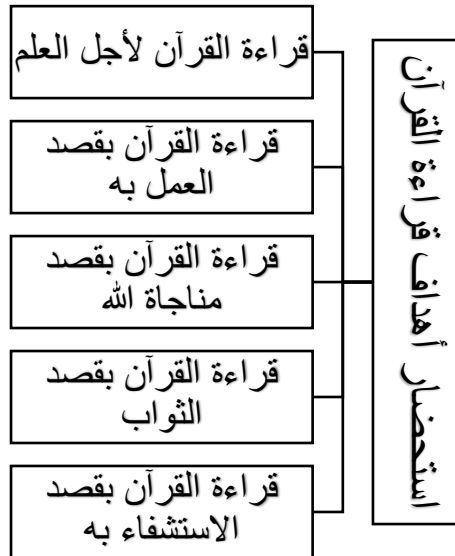 استحضار أهداف قراءة القرآن
قراءة القرآن لأجل العلم
قراءة القرآن بقصد
العمل به
قراءة القرآن بقصد
مناجاة الله
قراءة القرآن بقصد
الثواب
قراءة القرآن بقصد
الاستشفاء به